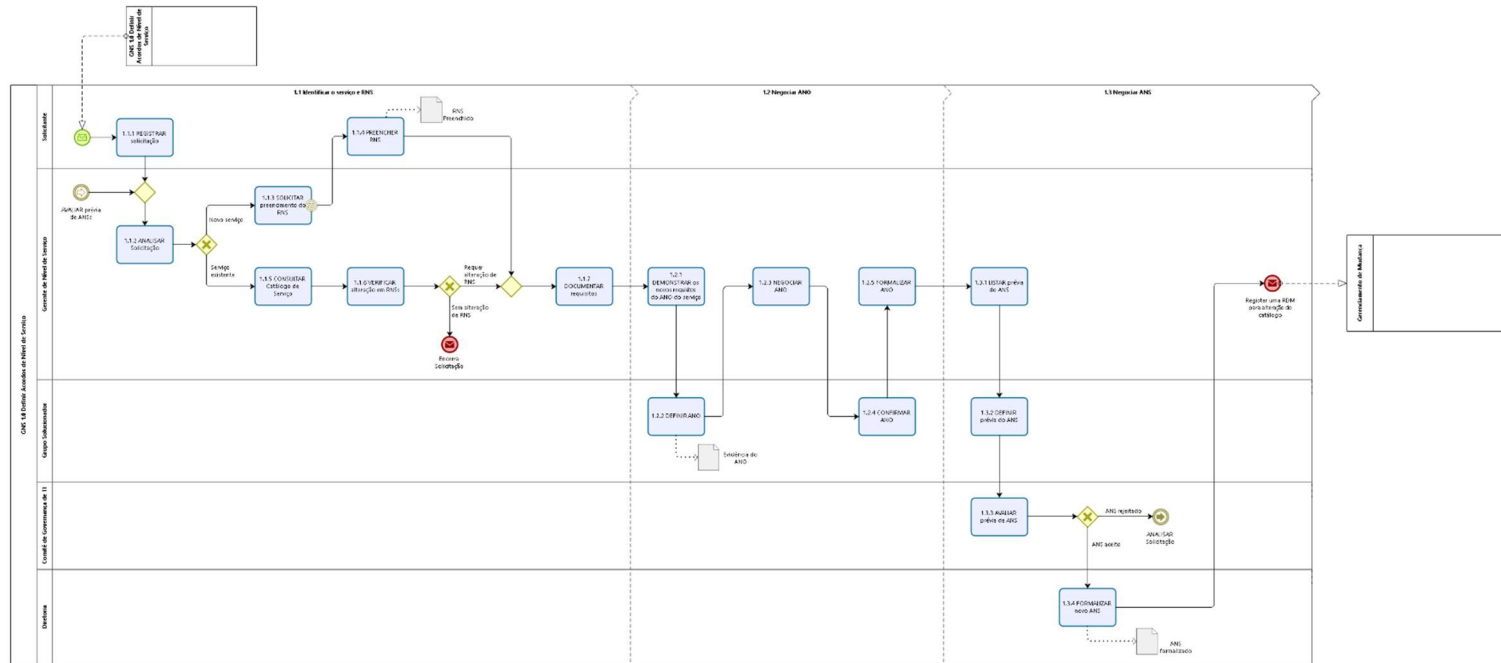 GNS 1.0 Definir
Acordos de Nível de
Serviço
GNS 1.0 Definir Acordos de Nível de Serviço
1.1 Identificar o serviço e RNS
1.2 Negociar ANO
1.3 Negociar ANS
Solicitante
1.1.1 REGISTRAR
solicitação
1.1.4 PREENCHER
RNS
RNS
Preenchido
Gerente de Nível de Serviço
AVALIAR prévia
de ANSs
1.1.2 ANALISAR
Solicitação
Novo serviço
Serviço
existente
1.1.3 SOLICITAR
preenchimento do
RNS
1.1.5 CONSULTAR
Catálogo de
Serviço
1.1.6 VERIFICAR
alteração em RNSs
Requer
alteração de
RNS
Sem alteração
de RNS
Encerra
Solicitação
1.1.7
DOCUMENTAR
requisitos
1.2.1
DEMONSTRAR os
novos requisitos
do ANO do serviço
1.2.3 NEGOCIAR
ANO
1.2.5 FORMALIZAR
ANO
1.3.1 LISTAR prévia
do ANS
Registrar uma RDM
para alteração do
catálogo
Gerenciamento de Mudança
Grupo Solucionador
1.2.2 DEFINIR ANO
Evidência do
ANO
1.2.4 CONFIRMAR
ANO
1.3.2 DEFINIR
prévia do ANS
Comitê de Governança de TI
1.3.3 AVALIAR
prévia de ANS
ANS rejeitado
ANALISAR
Solicitação
ANS aceito
Diretoria
1.3.4 FORMALIZAR
novo ANS
ANS
Formalizado